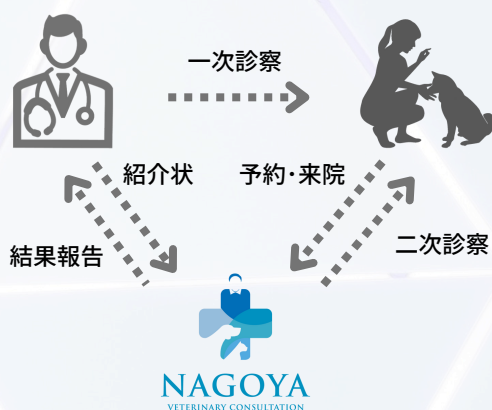 一次診察
紹介状
予約･来院
結果報告
二次診察
NAGOYA
VETERINARY CONSULTATION